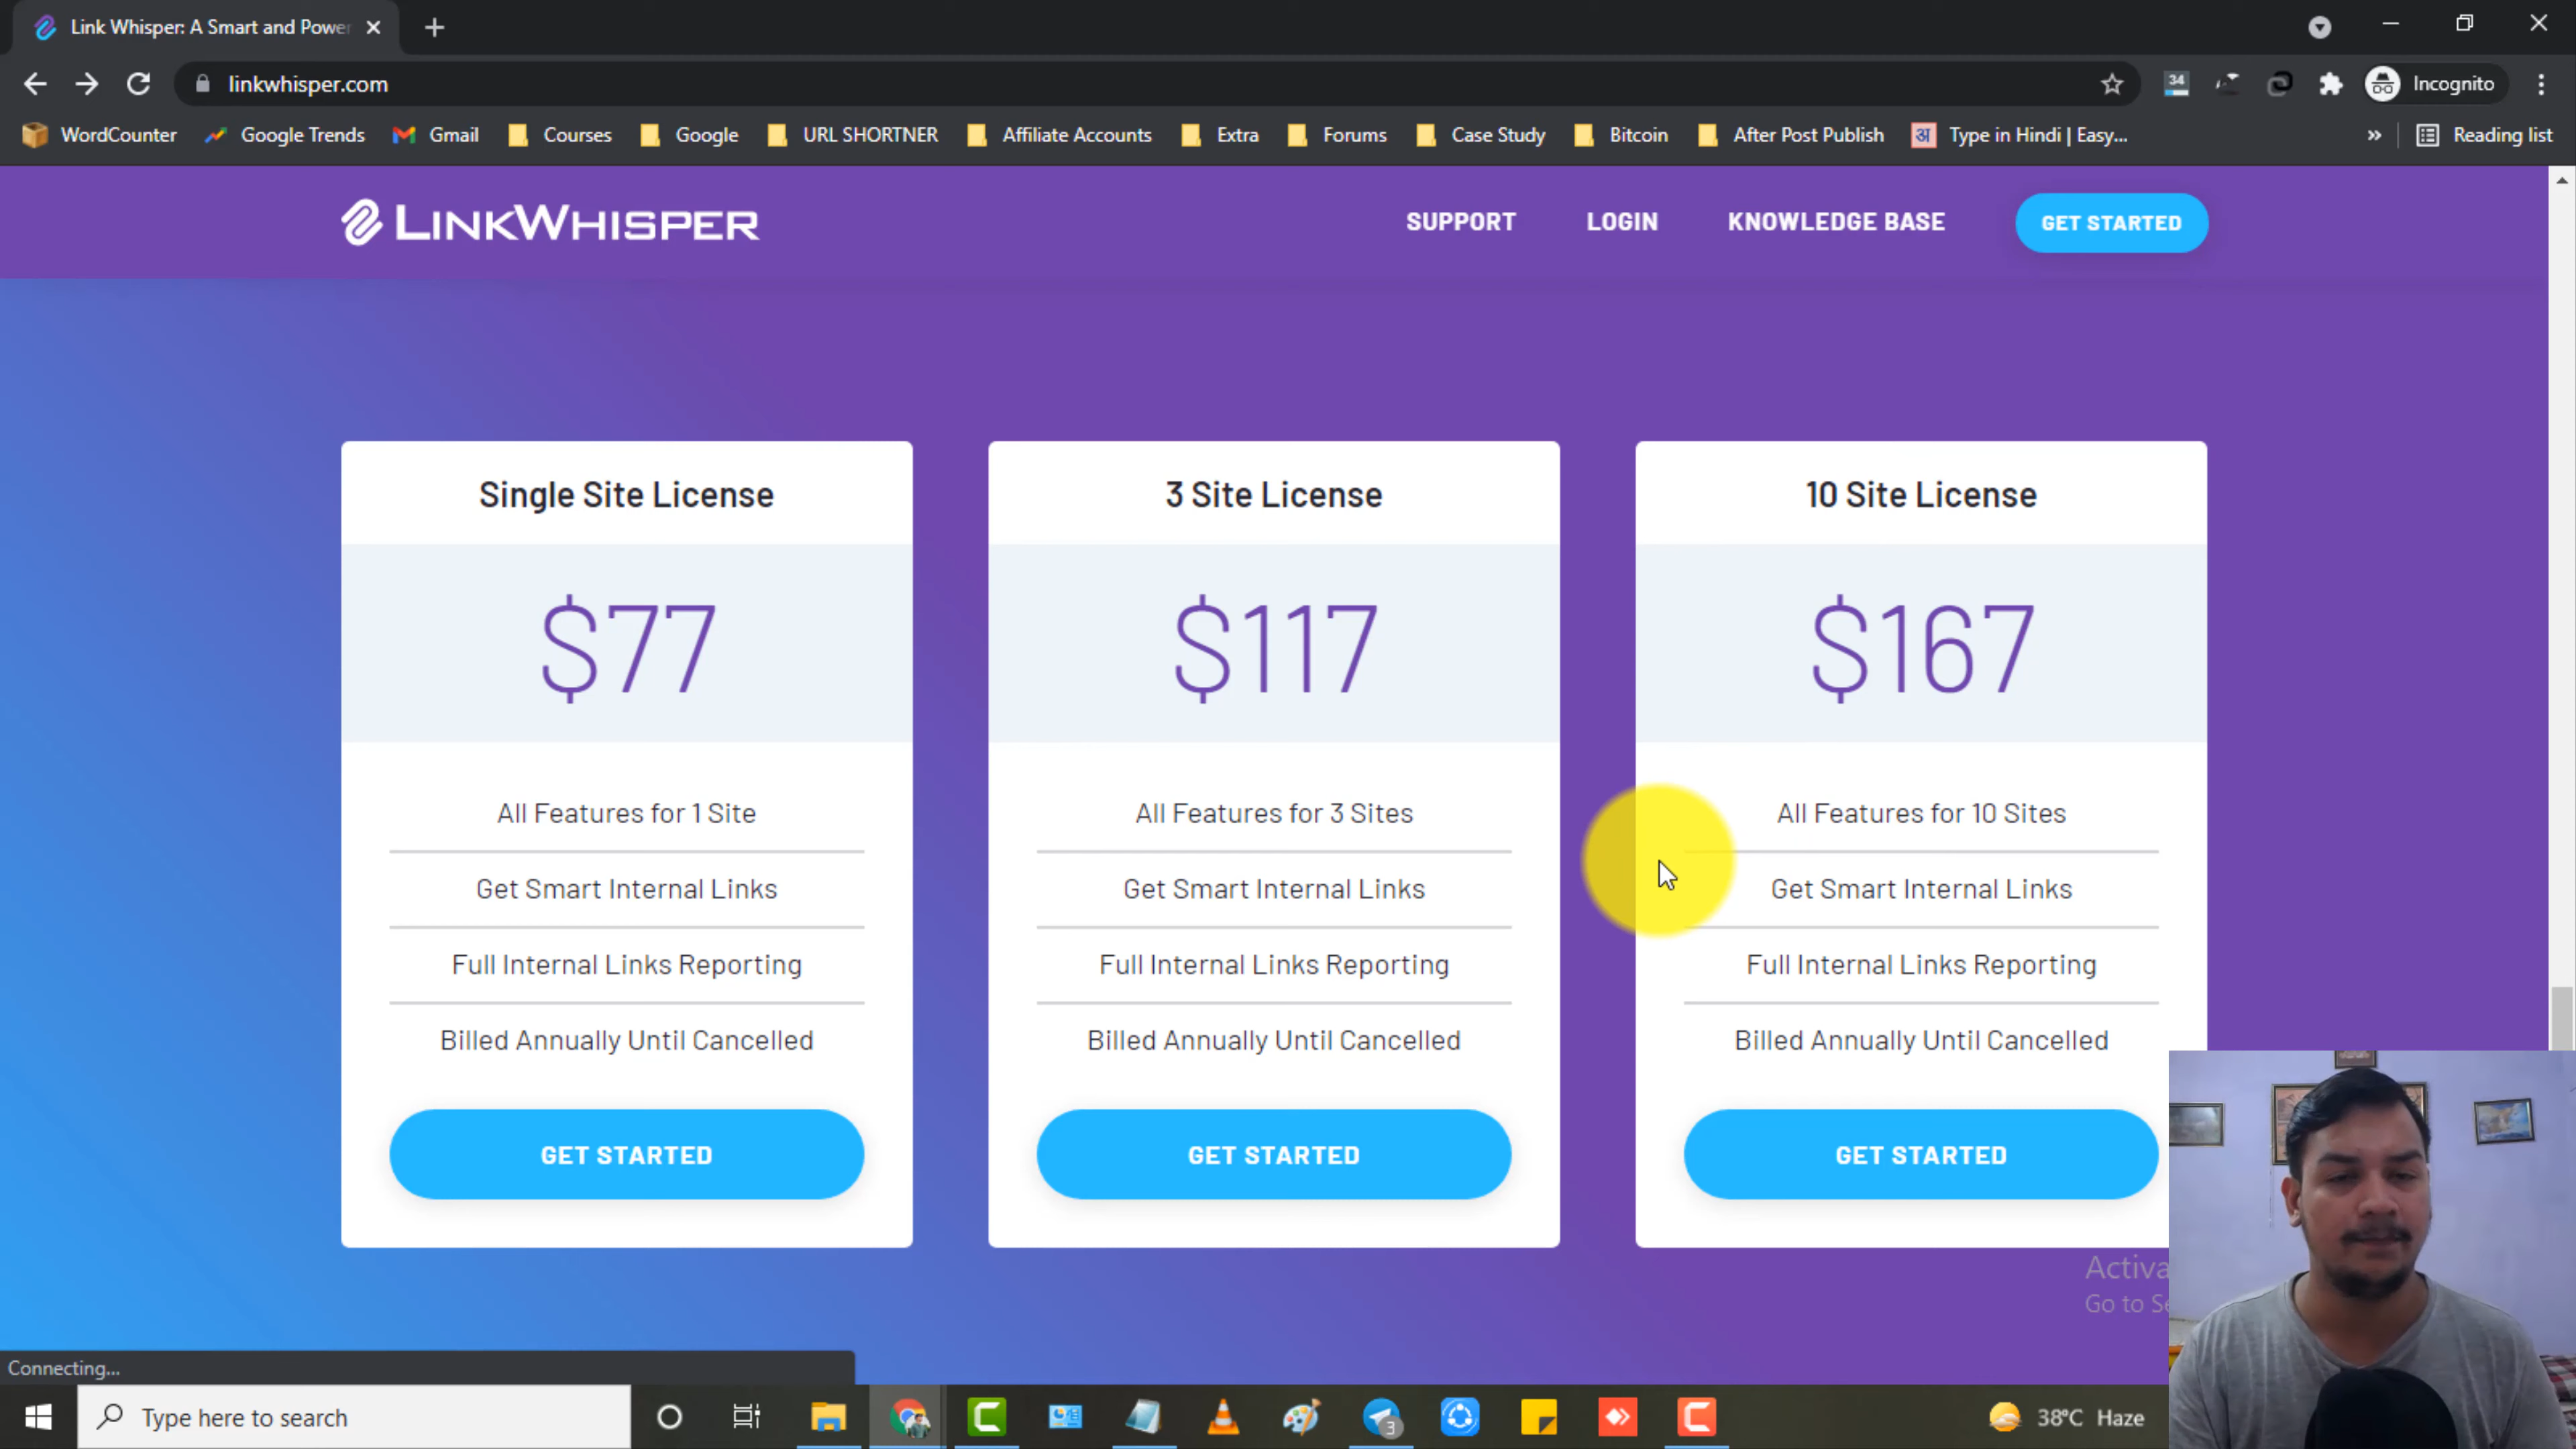 Link Whisper: A Smart and Power
linkwhisper.com
34
Incognito
WordCounter Google Trends Gmail Courses Google URL SHORTNER Affiliate Accounts Extra Forums Case Study Bitcoin After Post Publish अ Type in Hindi | Easy... » Reading list
LINKWHISPER
SUPPORT LOGIN KNOWLEDGE BASE GET STARTED
Single Site License
$77
All Features for 1 Site
Get Smart Internal Links
Full Internal Links Reporting
Billed Annually Until Cancelled
GET STARTED
3 Site License
$117
All Features for 3 Sites
Get Smart Internal Links
Full Internal Links Reporting
Billed Annually Until Cancelled
GET STARTED
10 Site License
$167
All Features for 10 Sites
Get Smart Internal Links
Full Internal Links Reporting
Billed Annually Until Cancelled
GET STARTED
Activa
Go to Se
Connecting...
Type here to search
3
38°C Haze